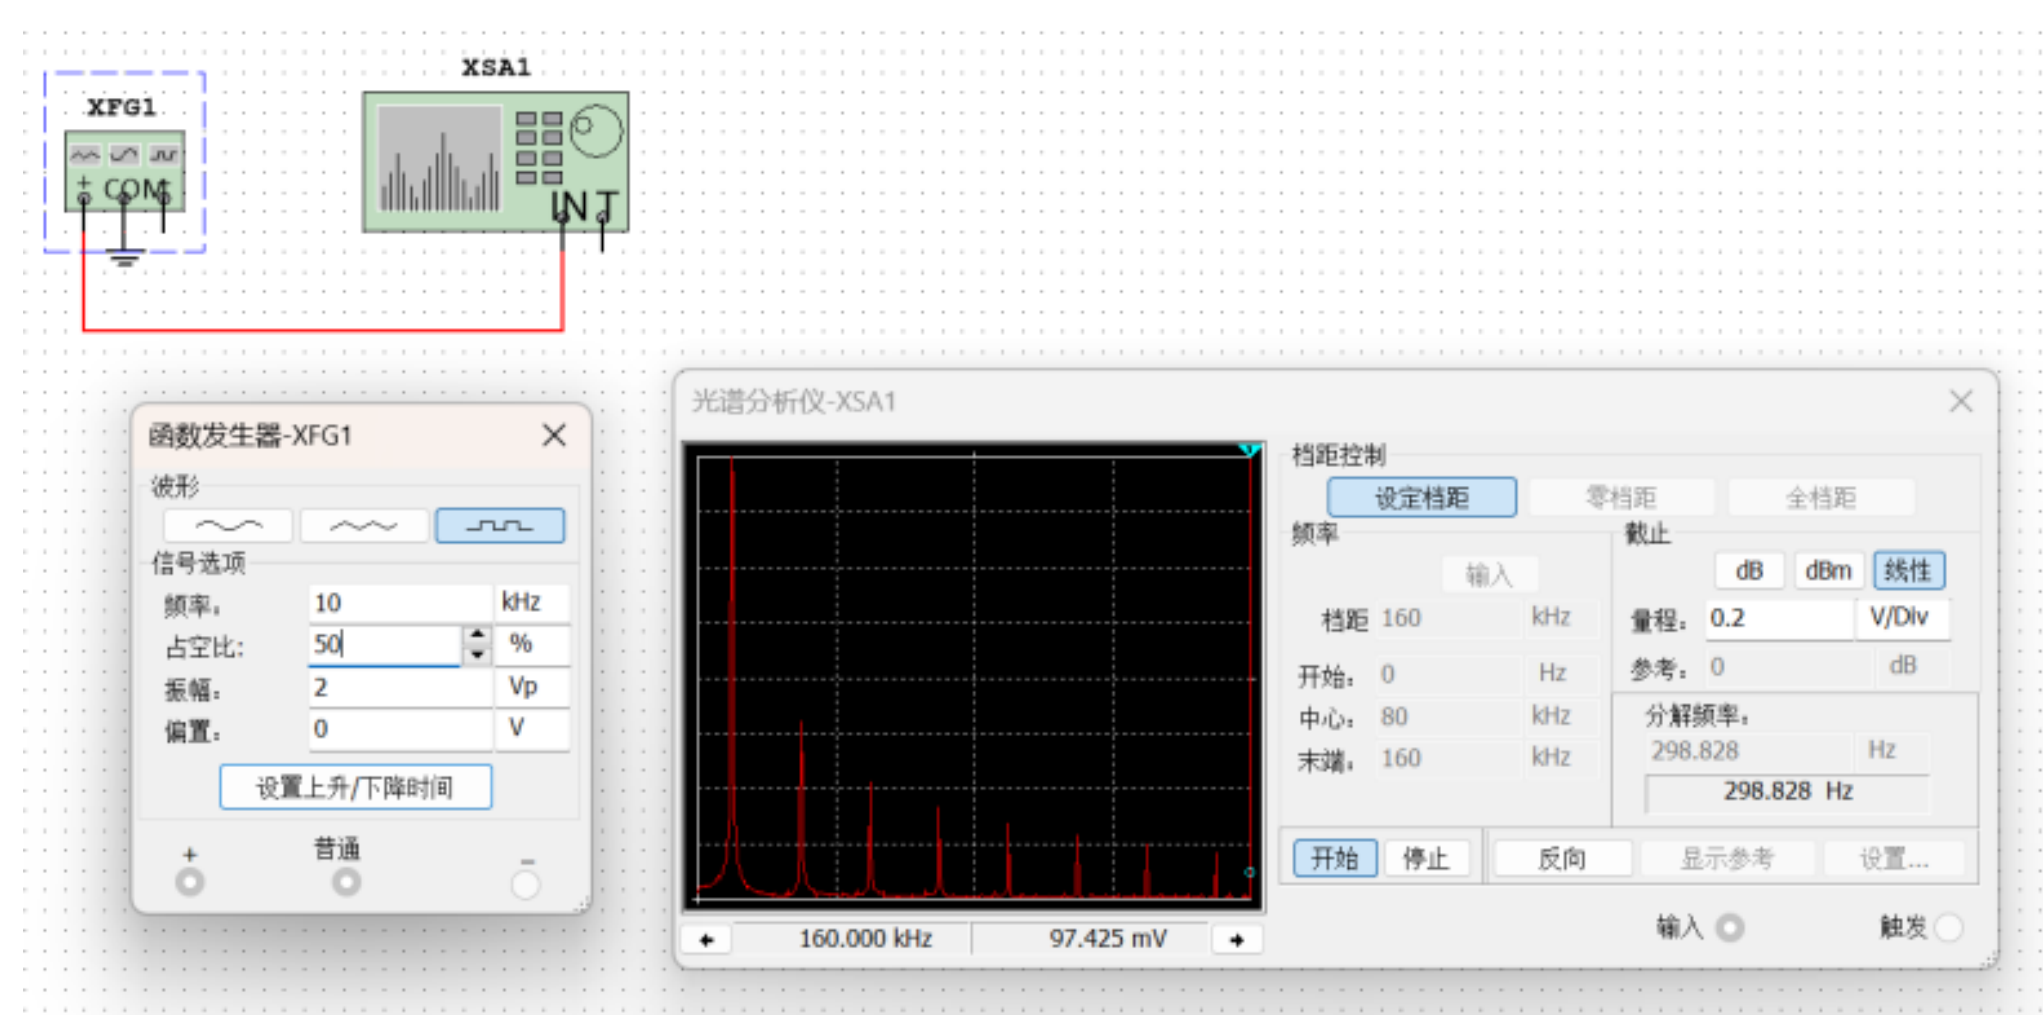 XSA1
XFG1
+ COM
IN T
函数发生器-XFG1
波形
信号选项
频率: 10 kHz
占空比: 50 %
振幅: 2 Vp
偏置: 0 V
设置上升/下降时间
+ 普通 −
光谱分析仪-XSA1
160.000 kHz 97.425 mV
档距控制
设定档距 零档距 全档距
频率
输入
档距 160 kHz
开始: 0 Hz
中心: 80 kHz
末端: 160 kHz
截止
dB dBm 线性
量程: 0.2 V/Div
参考: 0 dB
分解频率:
298.828 Hz
298.828 Hz
开始 停止 反向 显示参考 设置...
输入 触发